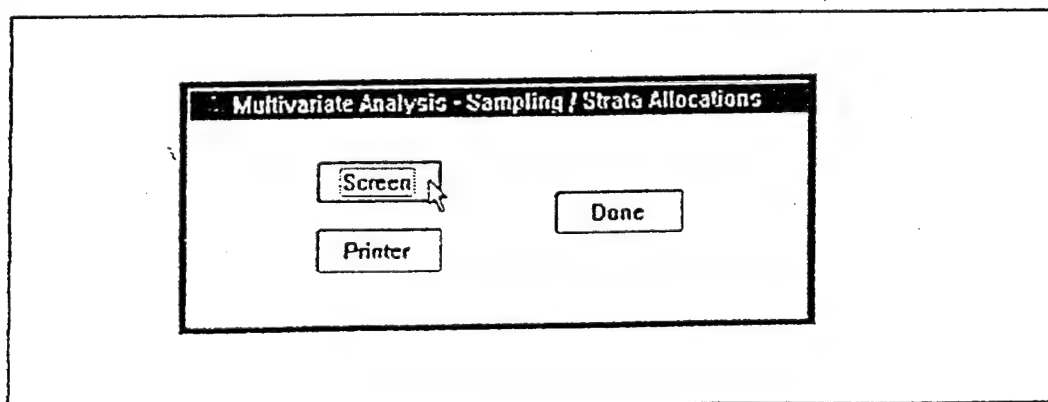 Multivariate Analysis - Sampling / Strata Allocations
Screen
Done
Printer